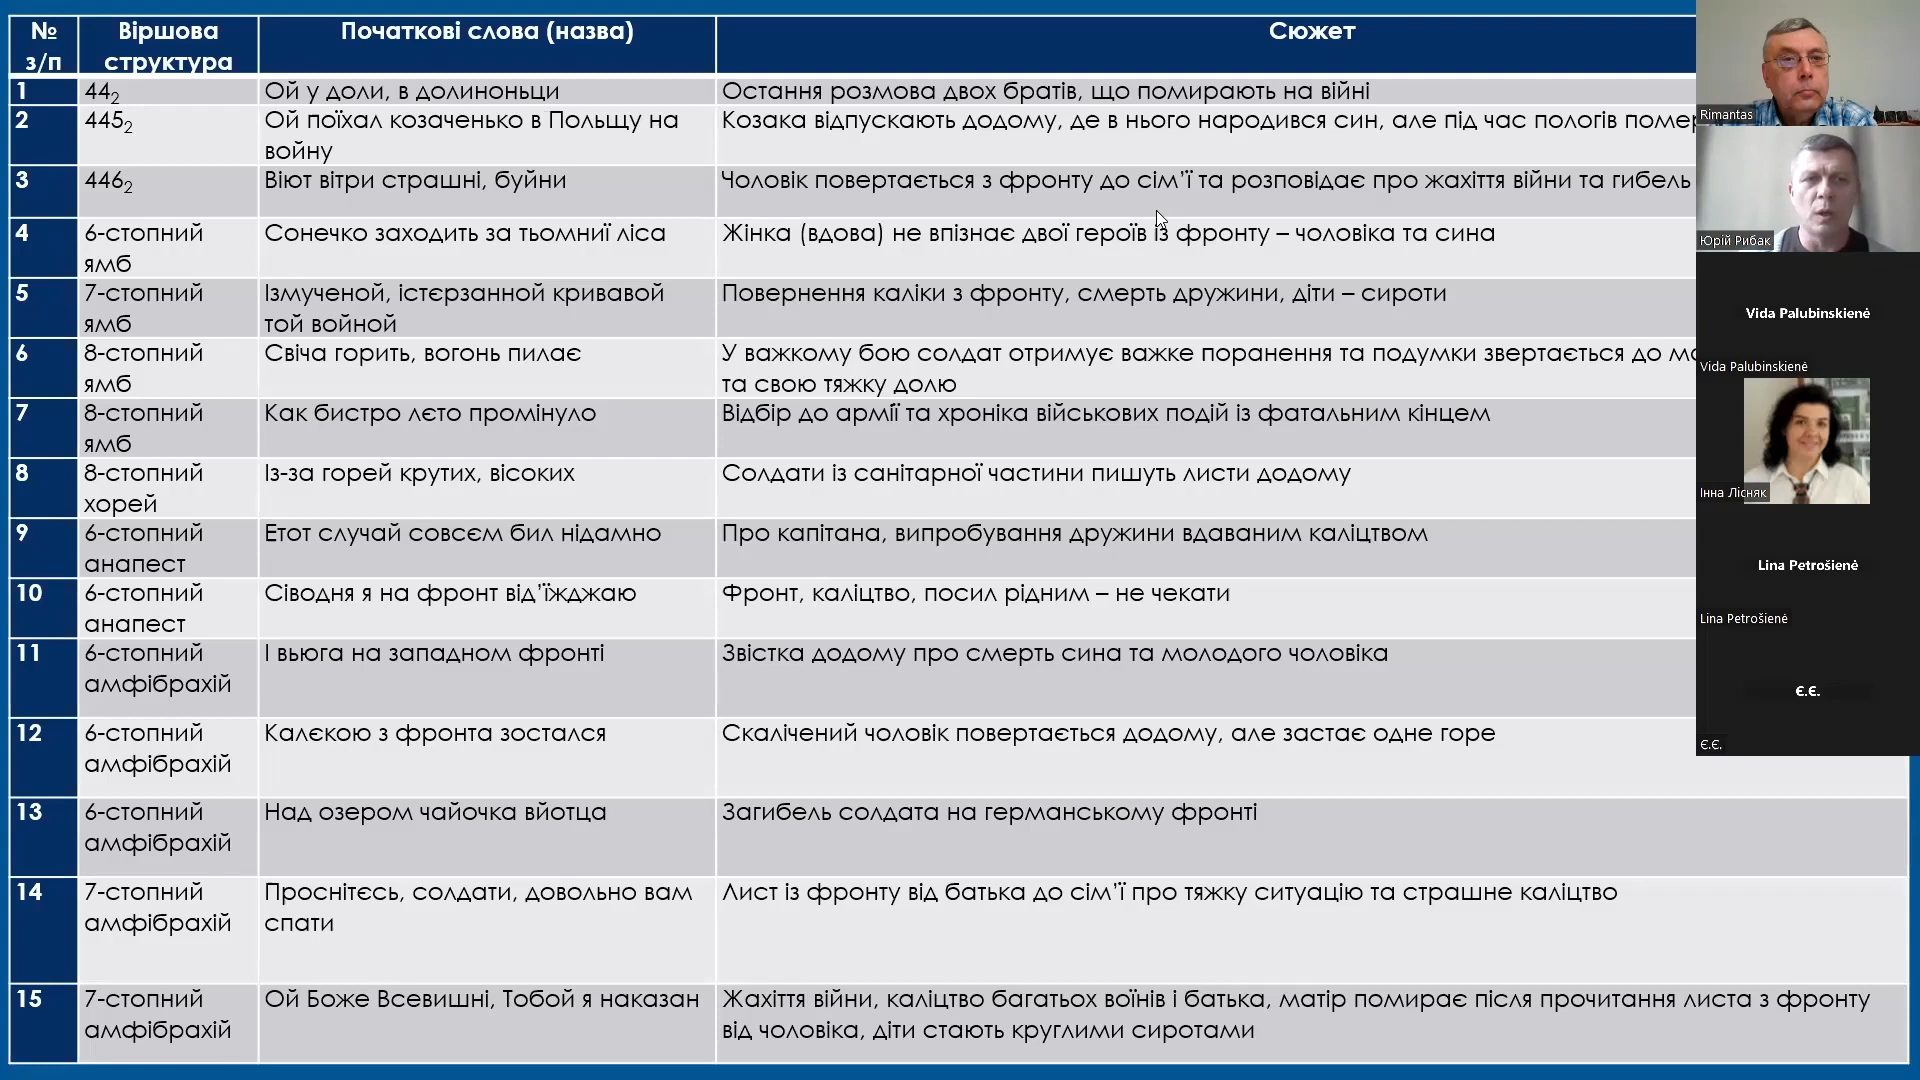 № з/п
Віршова структура
Початкові слова (назва)
Сюжет
1
44₂
Ой у доли, в долиноньци
Остання розмова двох братів, що помирають на війні
2
445₂
Ой поїхал козаченько в Польщу на
войну
Козака відпускають додому, де в нього народився син, але під час пологів
3
446₂
Віют вітри страшні, буйни
Чоловік повертається з фронту до сім’ї та розповідає про жахіття війни та гибель
4
6-стопний
ямб
Сонечко заходить за тьомниї ліса
Жінка (вдова) не впізнає двої героїв із фронту – чоловіка та сина
5
7-стопний
ямб
Ізмученой, істєрзанной кривавой
той войной
Повернення каліки з фронту, смерть дружини, діти – сироти
6
8-стопний
ямб
Свіча горить, вогонь пилає
У важкому бою солдат отримує важке поранення та подумки звертається до
та свою тяжку долю
7
8-стопний
ямб
Как бистро лєто промінуло
Відбір до армії та хроніка військових подій із фатальним кінцем
8
8-стопний
хорей
Із-за горей крутих, вісоких
Солдати із санітарної частини пишуть листи додому
9
6-стопний
анапест
Етот случай совсєм бил нідамно
Про капітана, випробування дружини вдаваним каліцтвом
10
6-стопний
анапест
Сіводня я на фронт від’їжджаю
Фронт, каліцтво, посил рідним – не чекати
11
6-стопний
амфібрахій
І вьюга на западном фронті
Звістка додому про смерть сина та молодого чоловіка
12
6-стопний
амфібрахій
Калєкою з фронта зостался
Скалічений чоловік повертається додому, але застає одне горе
13
6-стопний
амфібрахій
Над озером чайочка вйотца
Загибель солдата на германському фронті
14
7-стопний
амфібрахій
Проснітєсь, солдати, довольно вам
спати
Лист із фронту від батька до сім’ї про тяжку ситуацію та страшне каліцтво
15
7-стопний
амфібрахій
Ой Боже Всевишні, Тобой я наказан
Жахіття війни, каліцтво багатьох воїнів і батька, матір помирає після прочитання листа з фронту
від чоловіка, діти стають круглими сиротами
Rimantas
Юрій Рибак
Vida Palubinskienė
Vida Palubinskienė
Інна Лісняк
Lina Petrošienė
Lina Petrošienė
Є.Є.
Є.Є.